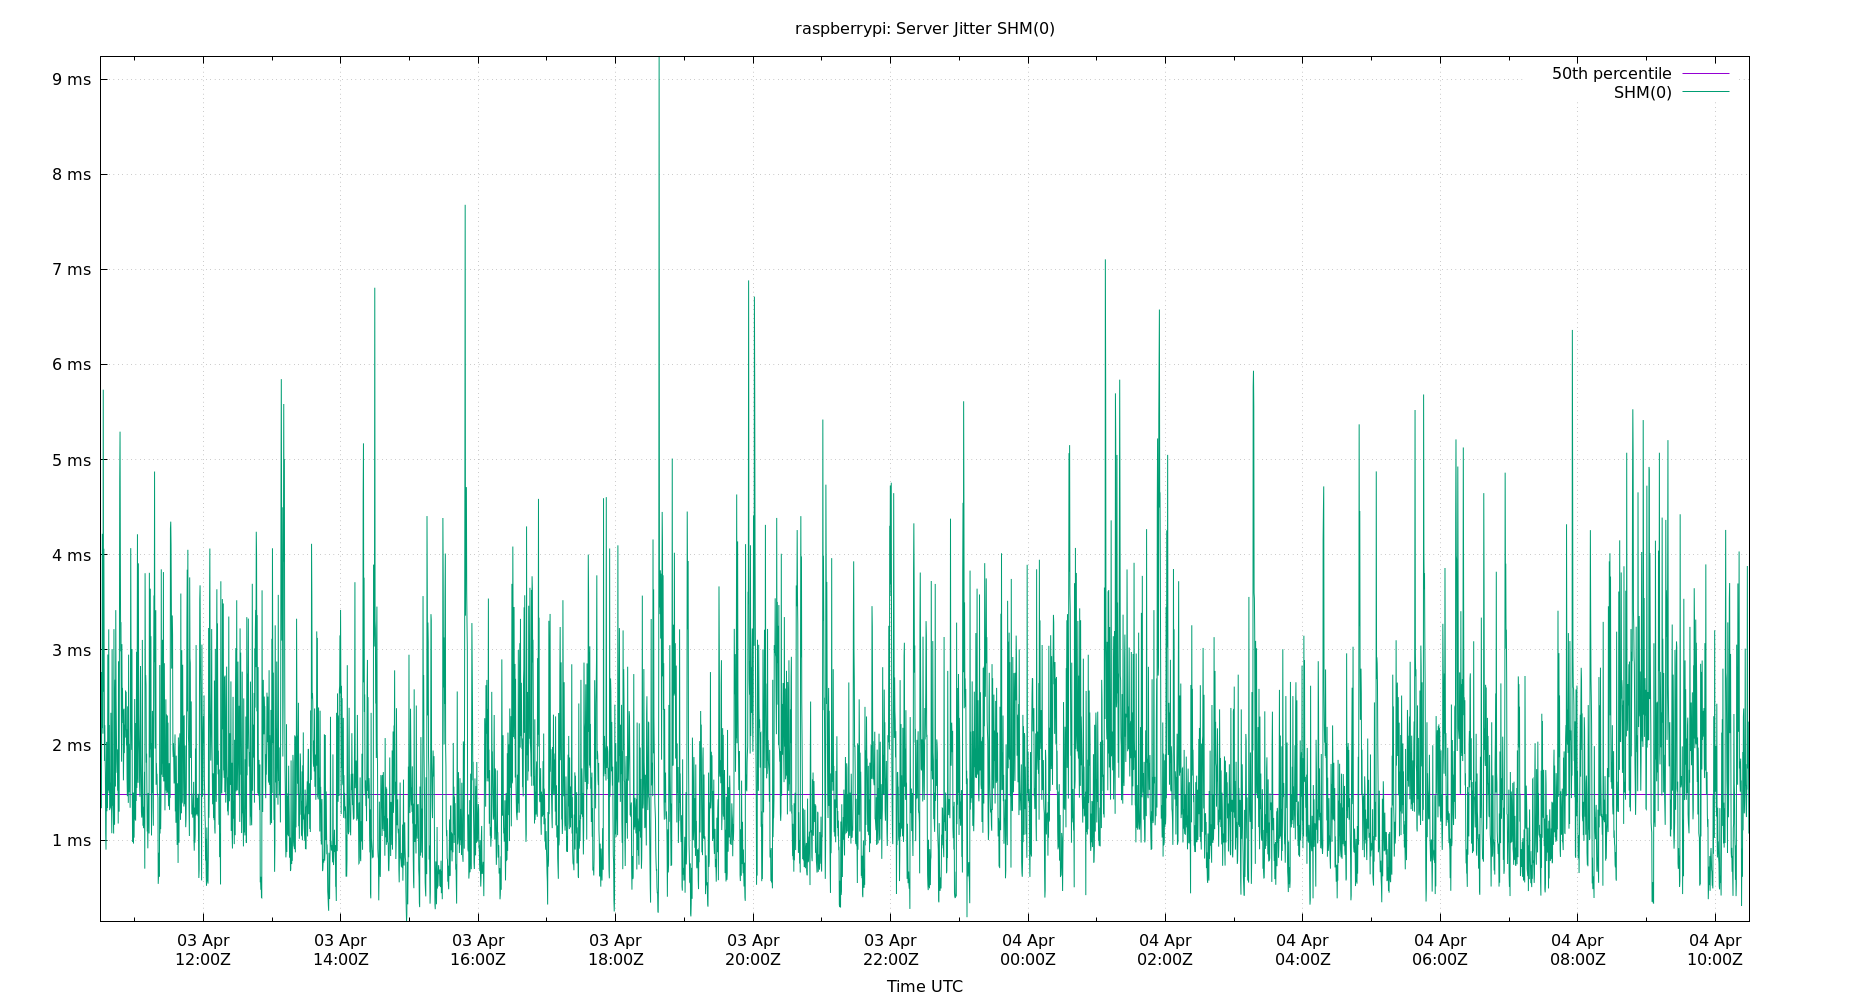 raspberrypi: Server Jitter SHM(0)
50th percentile
SHM(0)
9 ms
8 ms
7 ms
6 ms
5 ms
4 ms
3 ms
2 ms
1 ms
03 Apr 03 Apr 03 Apr 03 Apr 03 Apr 03 Apr 04 Apr 04 Apr 04 Apr 04 Apr 04 Apr 04 Apr
12:00Z 14:00Z 16:00Z 18:00Z 20:00Z 22:00Z 00:00Z 02:00Z 04:00Z 06:00Z 08:00Z 10:00Z
Time UTC